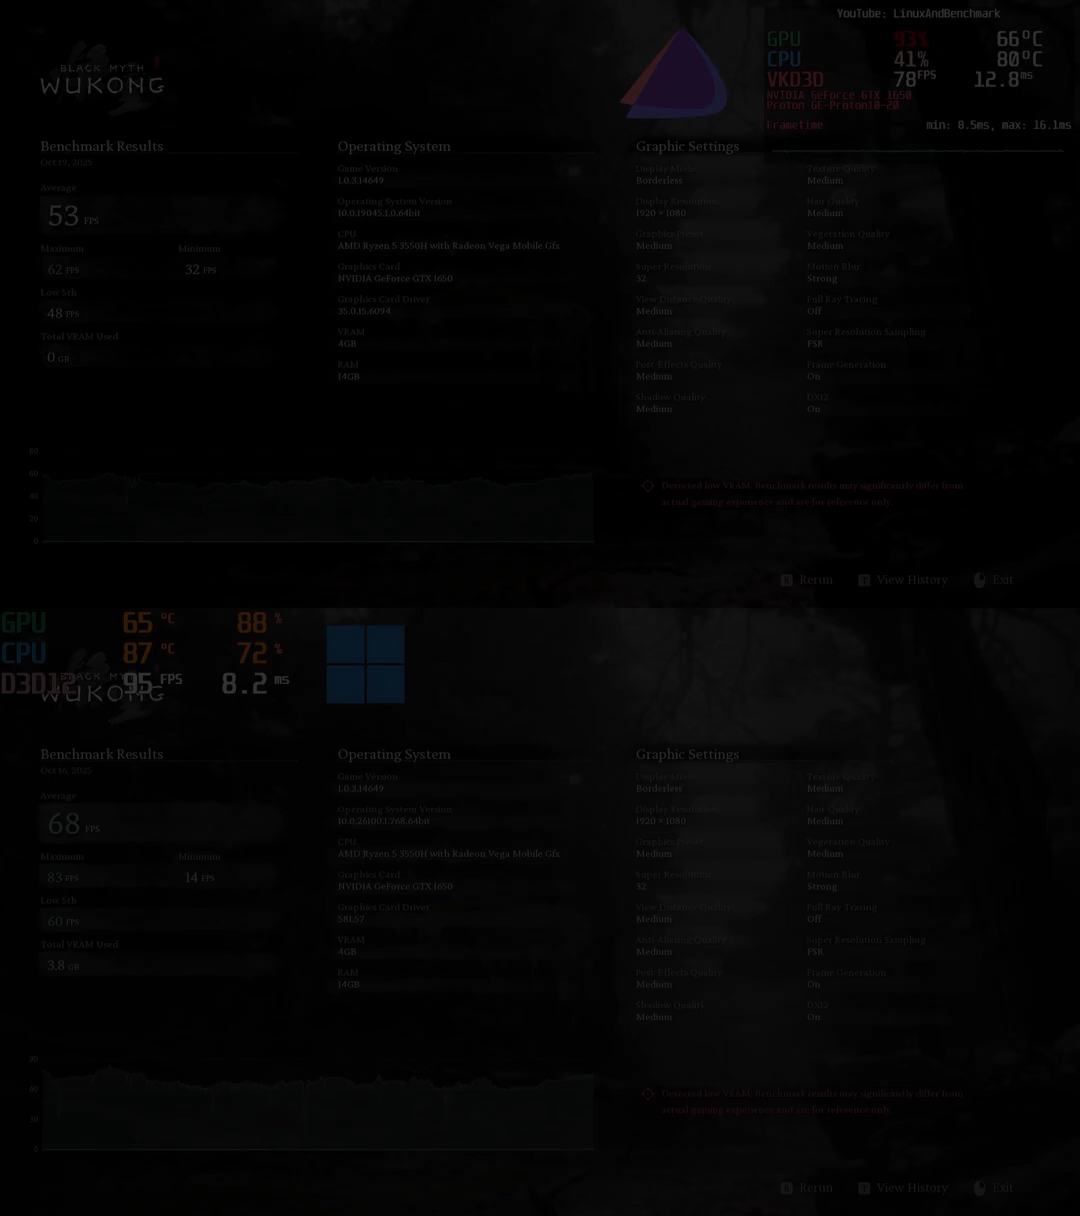 YouTube: LinuxAndBenchmark
GPU 93% 66°C
CPU 41% 80°C
VKD3D 78FPS 12.8ms
NVIDIA GeForce GTX 1650
Proton GE-Proton10-20
Frametime min: 8.5ms, max: 16.1ms
BLACK MYTH
WUKONG
Benchmark Results
Oct 19, 2025
Average
53 FPS
Maximum Minimum
62 FPS 32 FPS
Low 5th
48 FPS
Total VRAM Used
0 GB
Operating System
Game Version
1.0.3.14649
Operating System Version
10.0.19045.1.0.64bit
CPU
AMD Ryzen 5 3550H with Radeon Vega Mobile Gfx
Graphics Card
NVIDIA GeForce GTX 1650
Graphics Card Driver
35.0.15.6094
VRAM
4GB
RAM
14GB
Graphic Settings
Display Mode Texture Quality
Borderless Medium
Display Resolution Hair Quality
1920 × 1080 Medium
Graphics Preset Vegetation Quality
Medium Medium
Super Resolution Motion Blur
32 Strong
View Distance Quality Full Ray Tracing
Medium Off
Anti-Aliasing Quality Super Resolution Sampling
Medium FSR
Post-Effects Quality Frame Generation
Medium On
Shadow Quality DX12
Medium On
80
60
40
20
0
Detected low VRAM. Benchmark results may significantly differ from
actual gaming experience and are for reference only.
Rerun View History Exit
GPU 65 °C 88 %
CPU 87 °C 72 %
D3D12 95 FPS 8.2 ms
BLACK MY
WUKONG
Benchmark Results
Oct 16, 2025
Average
68 FPS
Maximum Minimum
83 FPS 14 FPS
Low 5th
60 FPS
Total VRAM Used
3.8 GB
Operating System
Game Version
1.0.3.14649
Operating System Version
10.0.26100.1.768.64bit
CPU
AMD Ryzen 5 3550H with Radeon Vega Mobile Gfx
Graphics Card
NVIDIA GeForce GTX 1650
Graphics Card Driver
581.57
VRAM
4GB
RAM
14GB
Graphic Settings
Display Mode Texture Quality
Borderless Medium
Display Resolution Hair Quality
1920 × 1080 Medium
Graphics Preset Vegetation Quality
Medium Medium
Super Resolution Motion Blur
32 Strong
View Distance Quality Full Ray Tracing
Medium Off
Anti-Aliasing Quality Super Resolution Sampling
Medium FSR
Post-Effects Quality Frame Generation
Medium On
Shadow Quality DX12
Medium On
90
60
30
0
Detected low VRAM. Benchmark results may significantly differ from
actual gaming experience and are for reference only.
Rerun View History Exit